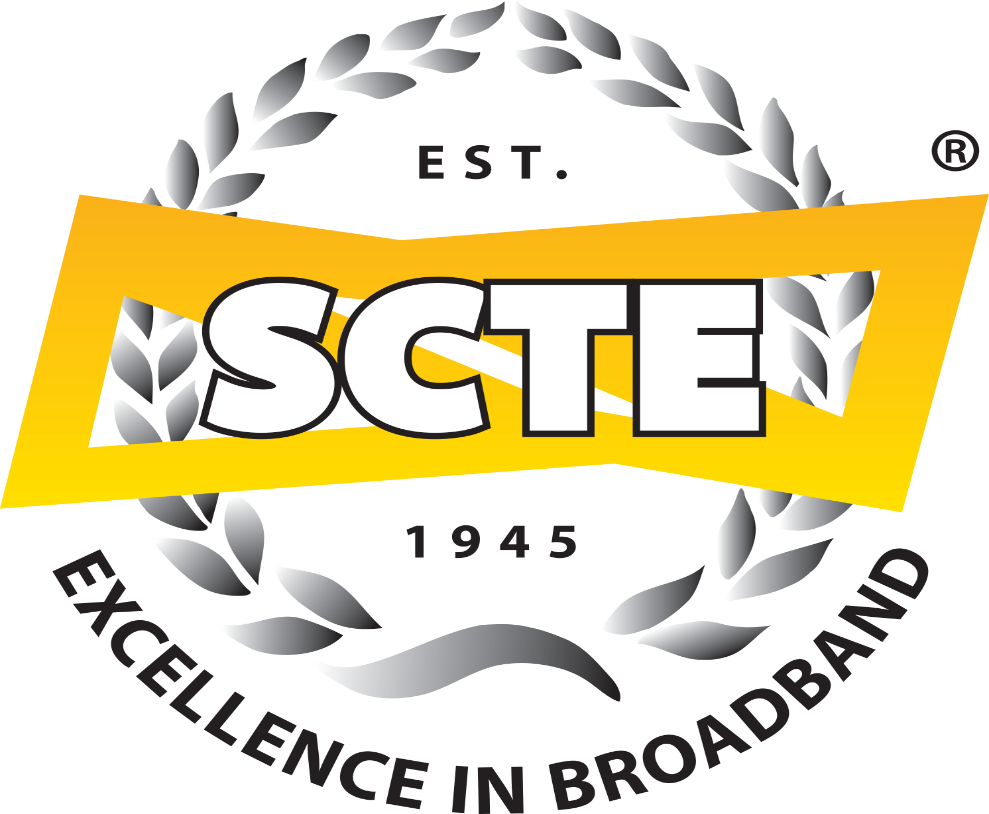 EST.
®
SCTE
1945
EXCELLENCE IN BROADBAND